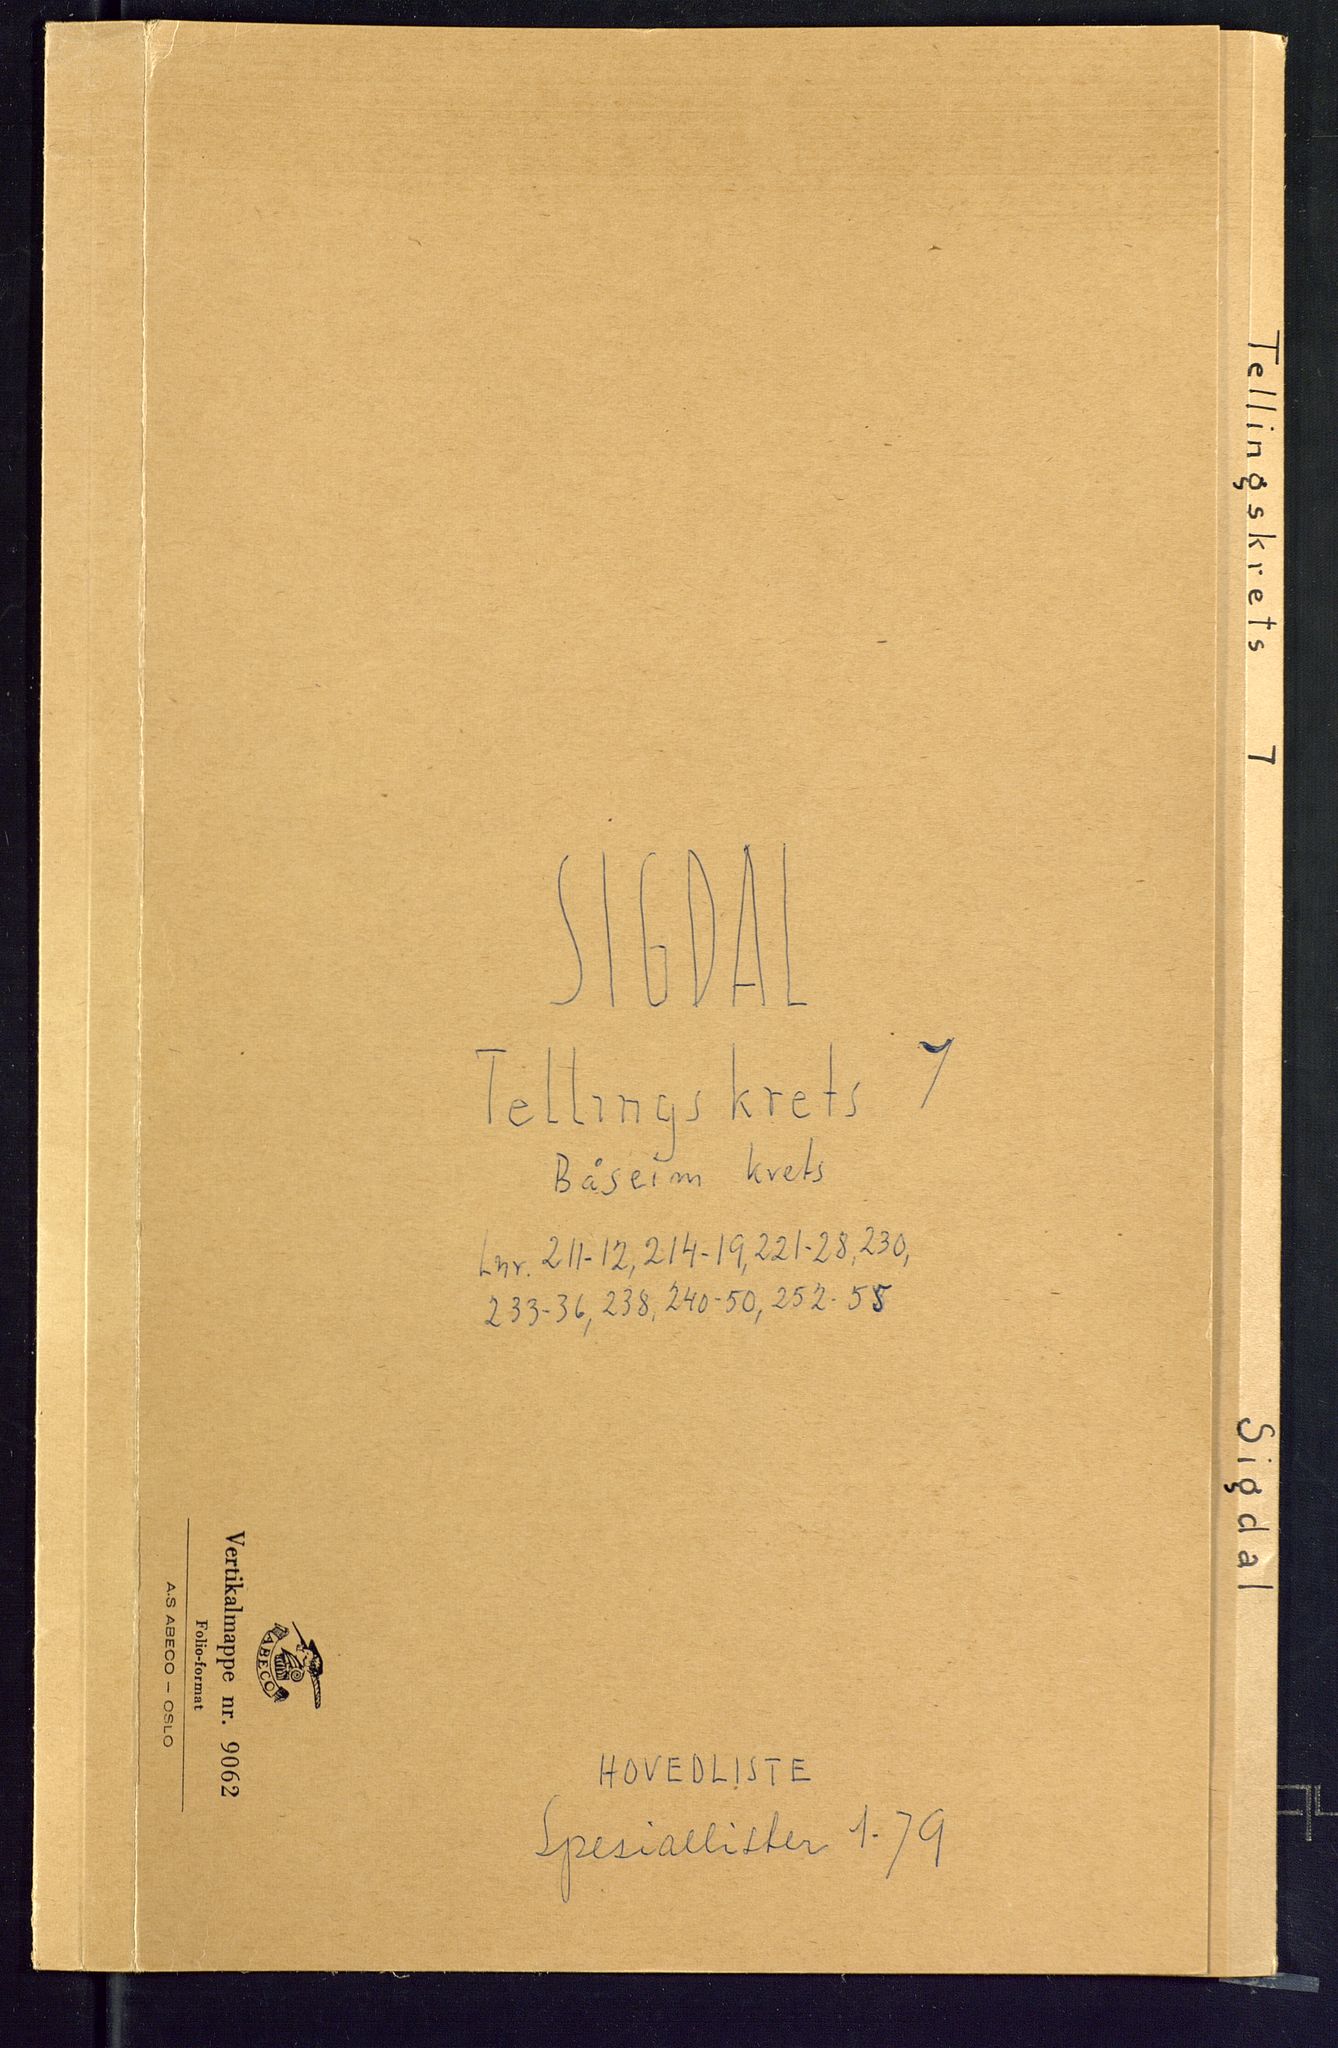 SIGDAL
Tellingskrets 7
Båseim krets
Lnr. 211-12, 214-19, 221-28, 230,
233-36, 238, 240-50, 252-55
HOVEDLISTE
Spesiallister 1-79
Tellingskrets 7 Sigdal
ABECO
Vertikalmappe nr. 9062
Folio-format
A.S ABECO – OSLO